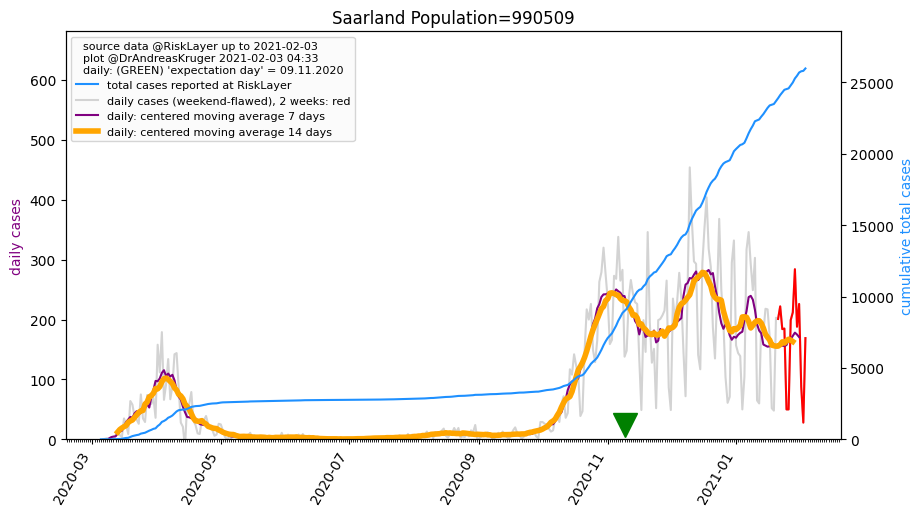 Saarland Population=990509
source data @RiskLayer up to 2021-02-03
plot @DrAndreasKruger 2021-02-03 04:33
daily: (GREEN) 'expectation day' = 09.11.2020
total cases reported at RiskLayer
daily cases (weekend-flawed), 2 weeks: red
daily: centered moving average 7 days
daily: centered moving average 14 days
daily cases
600
500
400
300
200
100
0
25000
20000
15000
10000
5000
0
cumulative total cases
2020-03
2020-05
2020-07
2020-09
2020-11
2021-01